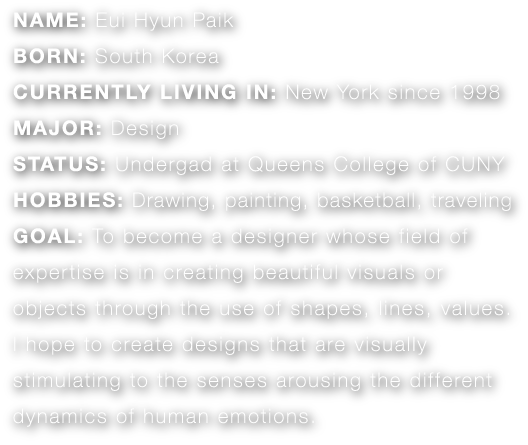 NAME: Eui Hyun Paik
BORN: South Korea
CURRENTLY LIVING IN: New York since 1998
MAJOR: Design
STATUS: Undergad at Queens College of CUNY
HOBBIES: Drawing, painting, basketball, traveling
GOAL: To become a designer whose field of
expertise is in creating beautiful visuals or
objects through the use of shapes, lines, values.
I hope to create designs that are visually
stimulating to the senses arousing the different
dynamics of human emotions.